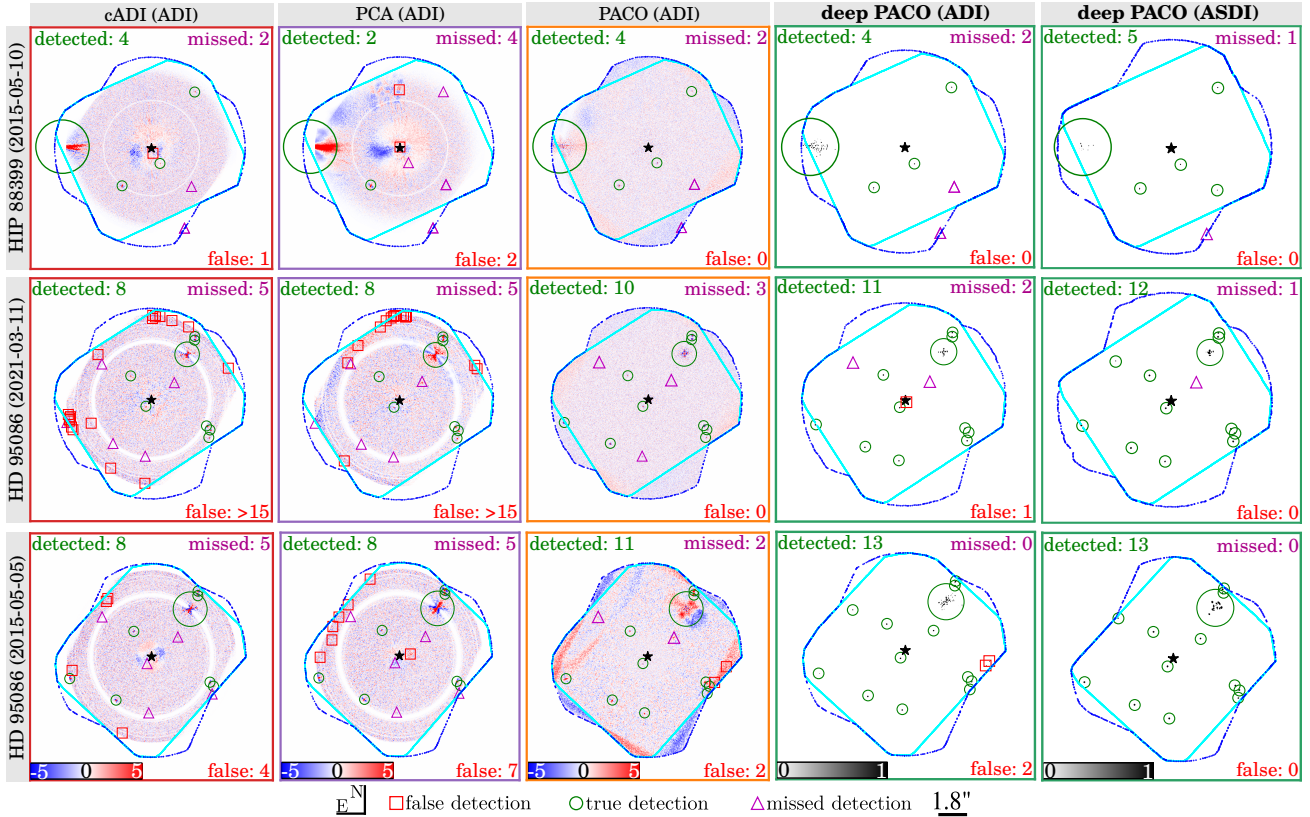 cADI (ADI)
PCA (ADI)
PACO (ADI)
deep PACO (ADI)
deep PACO (ASDI)
HIP 88399 (2015-05-10)
detected: 4
missed: 2
false: 1
detected: 2
missed: 4
false: 2
detected: 4
missed: 2
false: 0
detected: 4
missed: 2
false: 0
detected: 5
missed: 1
false: 0
HD 95086 (2021-03-11)
detected: 8
missed: 5
false: >15
detected: 8
missed: 5
false: >15
detected: 10
missed: 3
false: 0
detected: 11
missed: 2
false: 1
detected: 12
missed: 1
false: 0
HD 95086 (2015-05-05)
detected: 8
missed: 5
-5 0 5
false: 4
detected: 8
missed: 5
-5 0 5
false: 7
detected: 11
missed: 2
-5 0 5
false: 2
detected: 13
missed: 0
0 1
false: 2
detected: 13
missed: 0
0 1
false: 0
E N
false detection
true detection
missed detection
1.8"